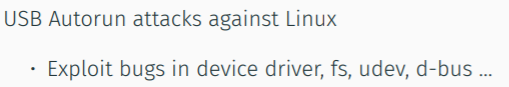 USB Autorun attacks against Linux
• Exploit bugs in device driver, fs, udev, d-bus ...